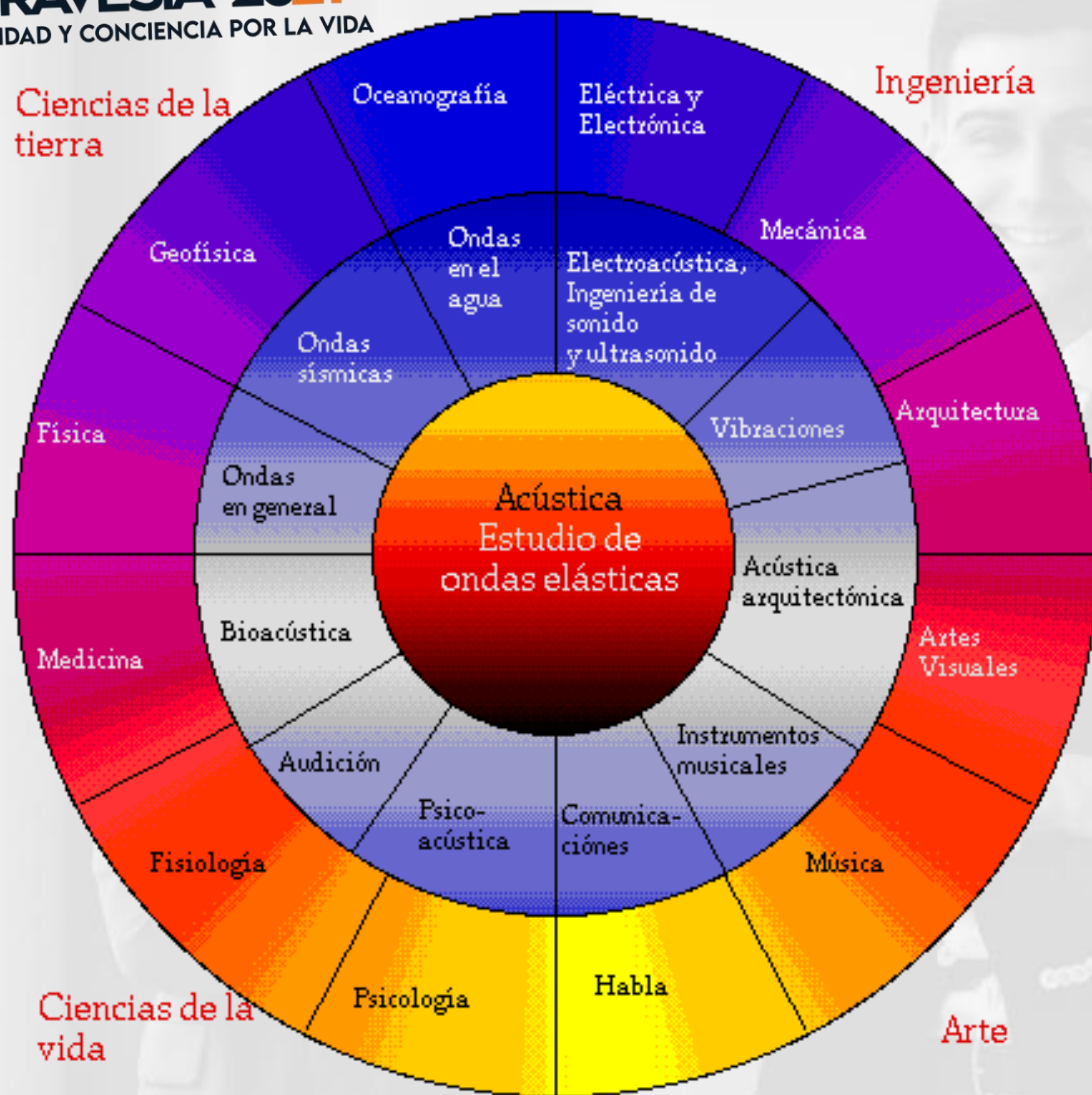 IDAD Y CONCIENCIA POR LA VIDA
Ciencias de la
tierra
Ingeniería
Oceanografía
Eléctrica y
Electrónica
Geofísica
Mecánica
Física
Arquitectura
Medicina
Artes
Visuales
Fisiología
Música
Psicología
Habla
Ondas
en el
agua
Electroacústica,
Ingeniería de
sonido
y ultrasonido
Ondas
sísmicas
Vibraciones
Ondas
en general
Acústica
arquitectónica
Bioacústica
Audición
Instrumentos
musicales
Psico-
acústica
Comunica-
ciónes
Acústica
Estudio de
ondas elásticas
Ciencias de la
vida
Arte